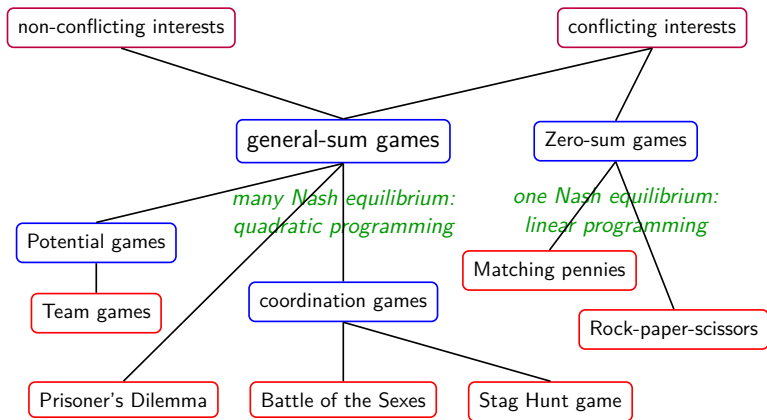 non-conflicting interests
conflicting interests
general-sum games
Zero-sum games
many Nash equilibrium:
quadratic programming
one Nash equilibrium:
linear programming
Potential games
Matching pennies
Team games
coordination games
Rock-paper-scissors
Prisoner's Dilemma
Battle of the Sexes
Stag Hunt game